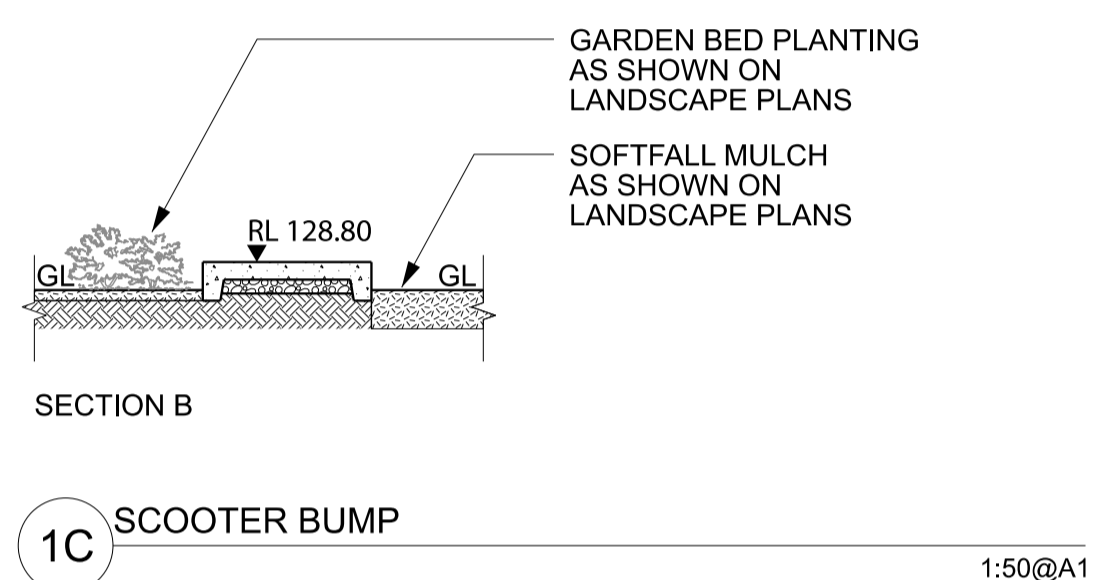 GARDEN BED PLANTING
AS SHOWN ON
LANDSCAPE PLANS
SOFTFALL MULCH
AS SHOWN ON
LANDSCAPE PLANS
RL 128.80
GL
GL
SECTION B
1C
SCOOTER BUMP
1:50@A1